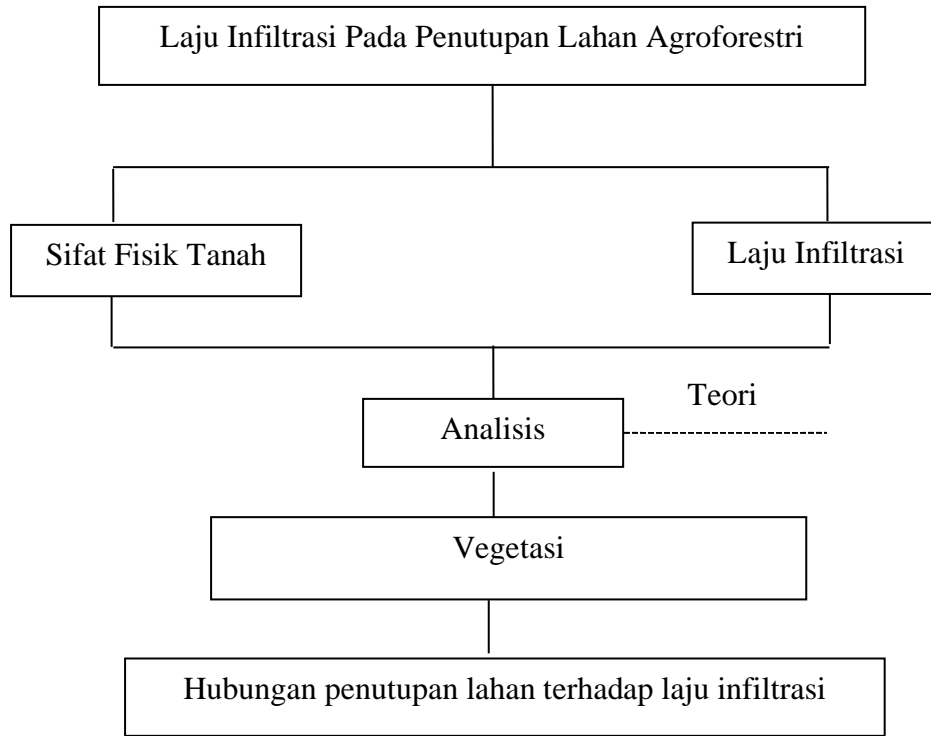 Laju Infiltrasi Pada Penutupan Lahan Agroforestri
Sifat Fisik Tanah
Laju Infiltrasi
Teori
Analisis
Vegetasi
Hubungan penutupan lahan terhadap laju infiltrasi